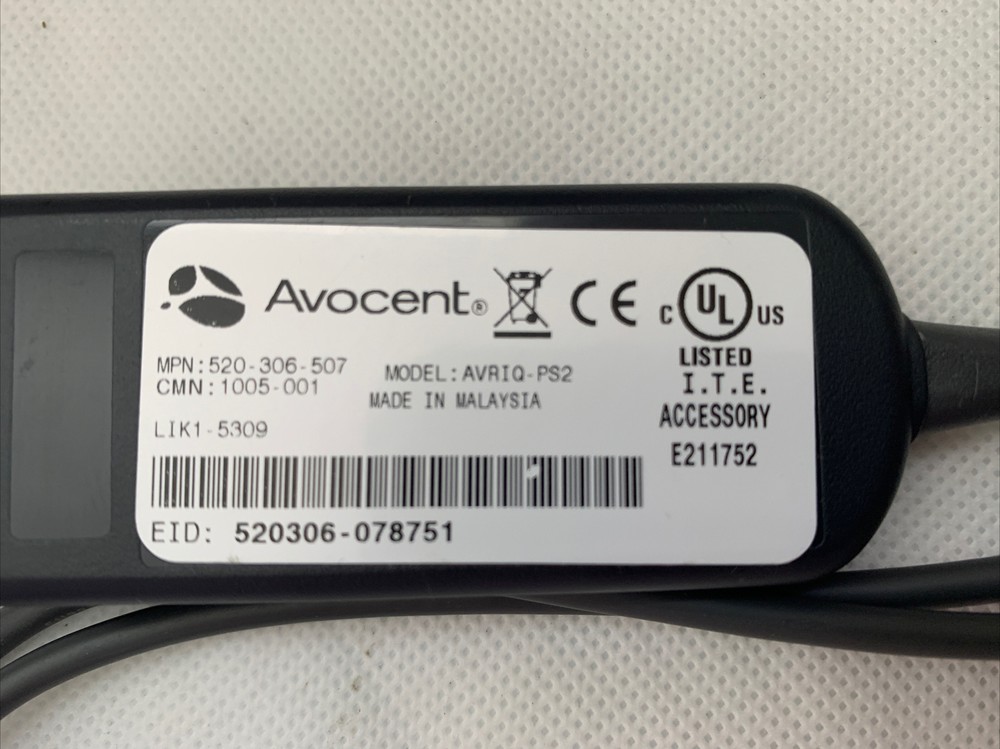 Avocent®
CE
C UL US
LISTED
I.T.E.
ACCESSORY
E211752
MPN:520-306-507
CMN:1005-001
MODEL:AVRIQ-PS2
MADE IN MALAYSIA
LIK1-5309
EID: 520306-078751